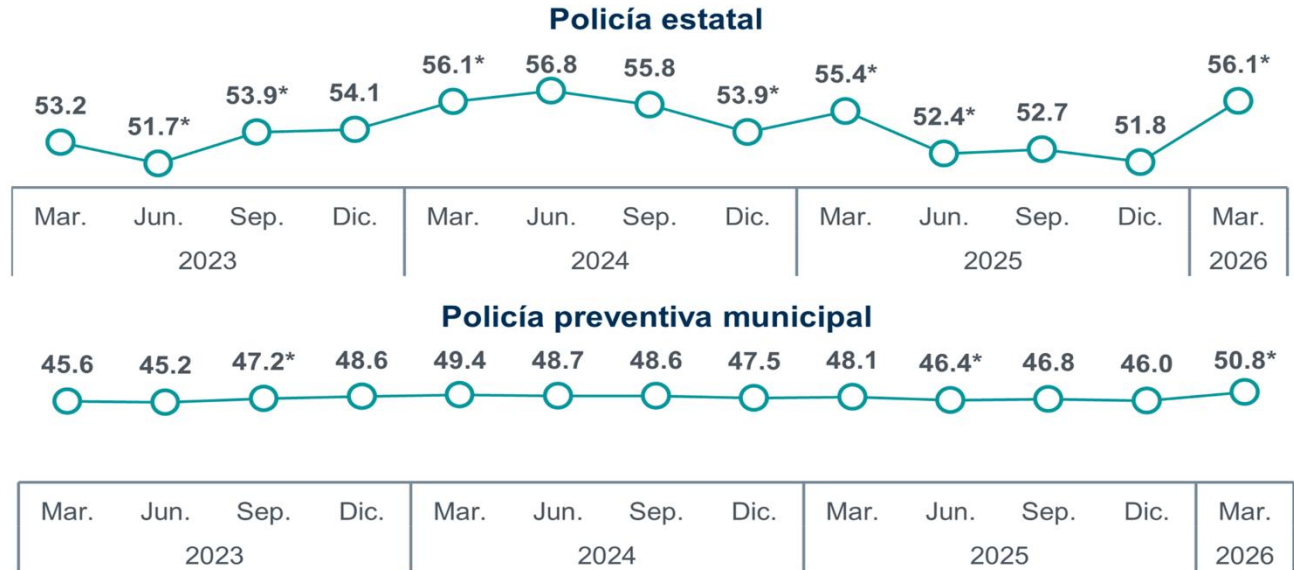 Policía estatal
53.2 51.7* 53.9* 54.1 56.1* 56.8 55.8 53.9* 55.4* 52.4* 52.7 51.8 56.1*
Mar. Jun. Sep. Dic. Mar. Jun. Sep. Dic. Mar. Jun. Sep. Dic. Mar.
2023 2024 2025 2026
Policía preventiva municipal
45.6 45.2 47.2* 48.6 49.4 48.7 48.6 47.5 48.1 46.4* 46.8 46.0 50.8*
Mar. Jun. Sep. Dic. Mar. Jun. Sep. Dic. Mar. Jun. Sep. Dic. Mar.
2023 2024 2025 2026